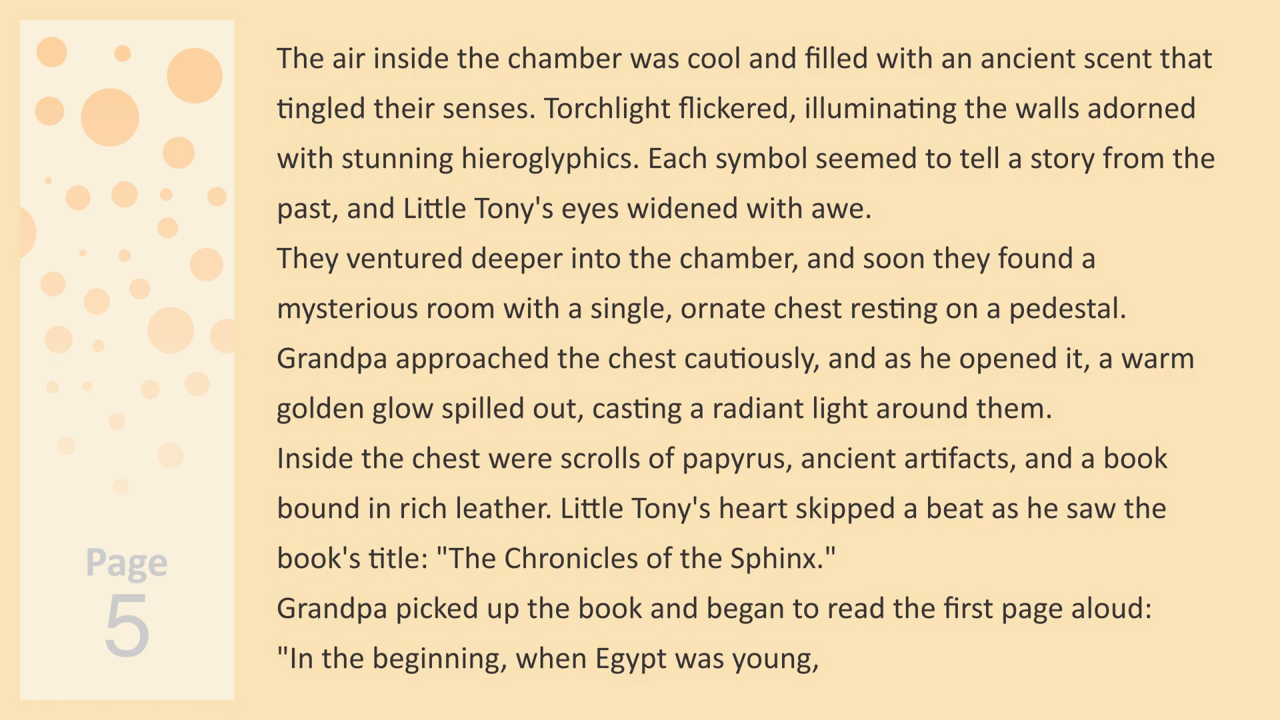 The air inside the chamber was cool and filled with an ancient scent that
tingled their senses. Torchlight flickered, illuminating the walls adorned
with stunning hieroglyphics. Each symbol seemed to tell a story from the
past, and Little Tony's eyes widened with awe.
They ventured deeper into the chamber, and soon they found a
mysterious room with a single, ornate chest resting on a pedestal.
Grandpa approached the chest cautiously, and as he opened it, a warm
golden glow spilled out, casting a radiant light around them.
Inside the chest were scrolls of papyrus, ancient artifacts, and a book
bound in rich leather. Little Tony's heart skipped a beat as he saw the
book's title: "The Chronicles of the Sphinx."
Grandpa picked up the book and began to read the first page aloud:
"In the beginning, when Egypt was young,
Page
5